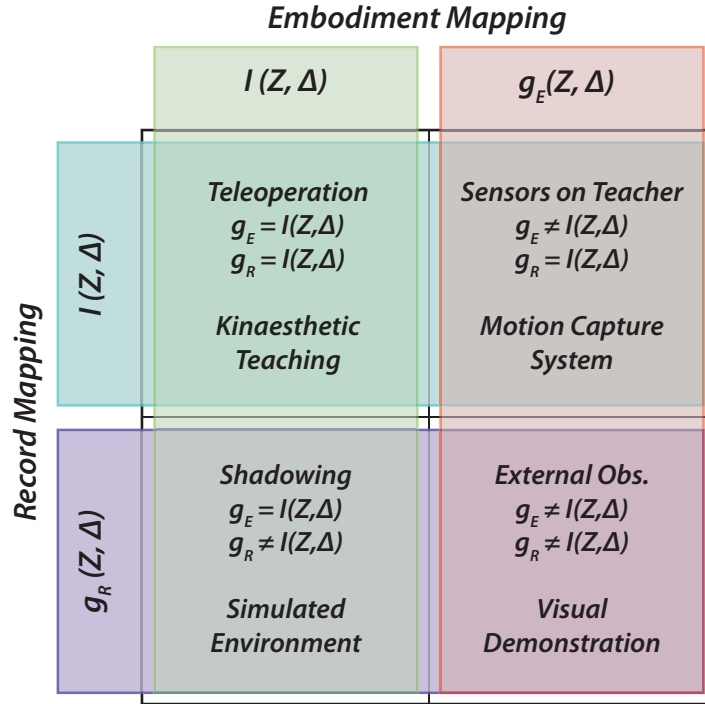 Embodiment Mapping
I (Z, Δ)
g_E (Z, Δ)
Record Mapping
I (Z, Δ)
Teleoperation
g_E = I(Z,Δ)
g_R = I(Z,Δ)
Kinaesthetic
Teaching
Sensors on Teacher
g_E ≠ I(Z,Δ)
g_R = I(Z,Δ)
Motion Capture
System
g_R (Z, Δ)
Shadowing
g_E = I(Z,Δ)
g_R ≠ I(Z,Δ)
Simulated
Environment
External Obs.
g_E ≠ I(Z,Δ)
g_R ≠ I(Z,Δ)
Visual
Demonstration